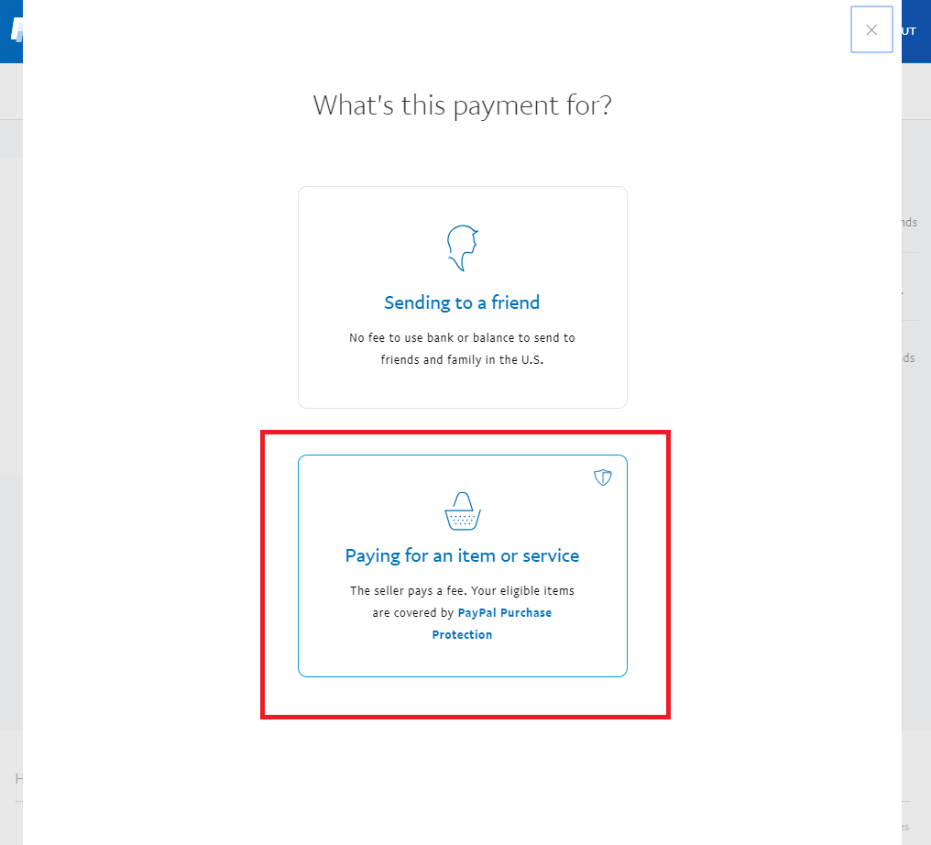 What's this payment for?
Sending to a friend
No fee to use bank or balance to send to
friends and family in the U.S.
Paying for an item or service
The seller pays a fee. Your eligible items
are covered by PayPal Purchase
Protection